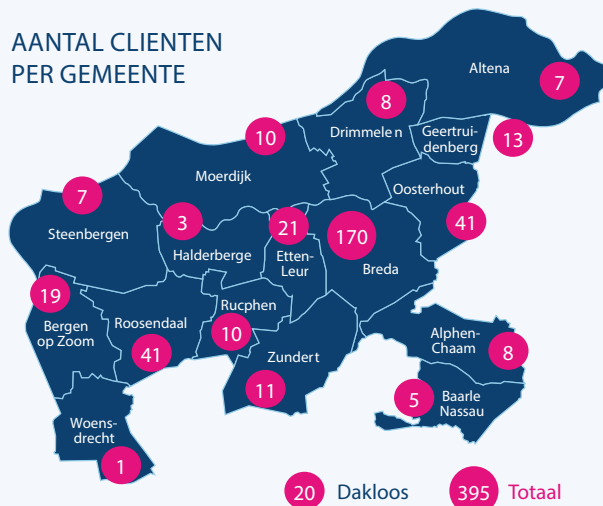 AANTAL CLIENTEN
PER GEMEENTE
Altena
7
8
Drimmelen
Geertrui-
denberg
13
10
Moerdijk
Oosterhout
41
7
Steenbergen
3
Halderberge
21
Etten-
Leur
170
Breda
19
Bergen
op Zoom
Roosendaal
41
Rucphen
10
Zundert
11
Alphen-
Chaam
8
5
Baarle
Nassau
Woens-
drecht
1
20 Dakloos
395 Totaal